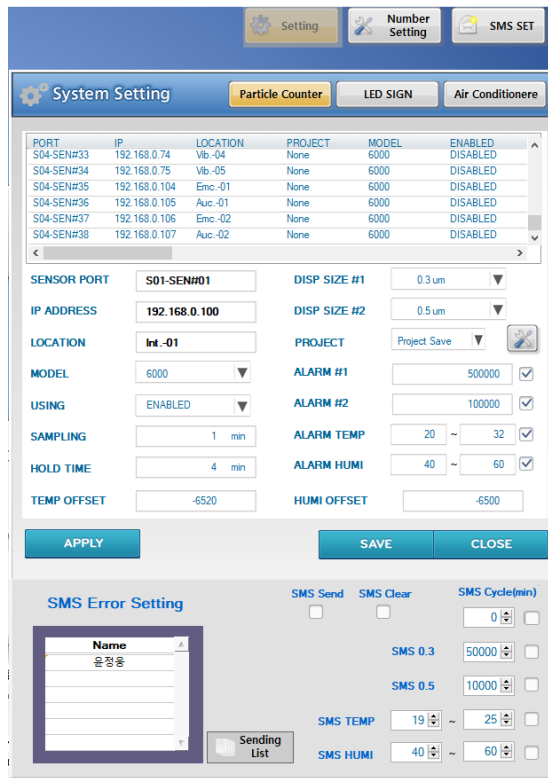 Setting Number Setting SMS SET
System Setting Particle Counter LED SIGN Air Conditionere
PORT IP LOCATION PROJECT MODEL ENABLED
S04-SEN#33 192.168.0.74 Vib.-04 None 6000 DISABLED
S04-SEN#34 192.168.0.75 Vib.-05 None 6000 DISABLED
S04-SEN#35 192.168.0.104 Emc.-01 None 6000 DISABLED
S04-SEN#36 192.168.0.105 Auc.-01 None 6000 DISABLED
S04-SEN#37 192.168.0.106 Emc.-02 None 6000 DISABLED
S04-SEN#38 192.168.0.107 Auc.-02 None 6000 DISABLED
SENSOR PORT S01-SEN#01 DISP SIZE #1 0.3 um
IP ADDRESS 192.168.0.100 DISP SIZE #2 0.5 um
LOCATION Int.-01 PROJECT Project Save
MODEL 6000 ALARM #1 500000
USING ENABLED ALARM #2 100000
SAMPLING 1 min ALARM TEMP 20 ~ 32
HOLD TIME 4 min ALARM HUMI 40 ~ 60
TEMP OFFSET -6520 HUMI OFFSET -6500
APPLY SAVE CLOSE
SMS Error Setting SMS Send SMS Clear SMS Cycle(min)
0
Name
윤정웅
SMS 0.3 50000
SMS 0.5 10000
SMS TEMP 19 ~ 25
Sending List
SMS HUMI 40 ~ 60